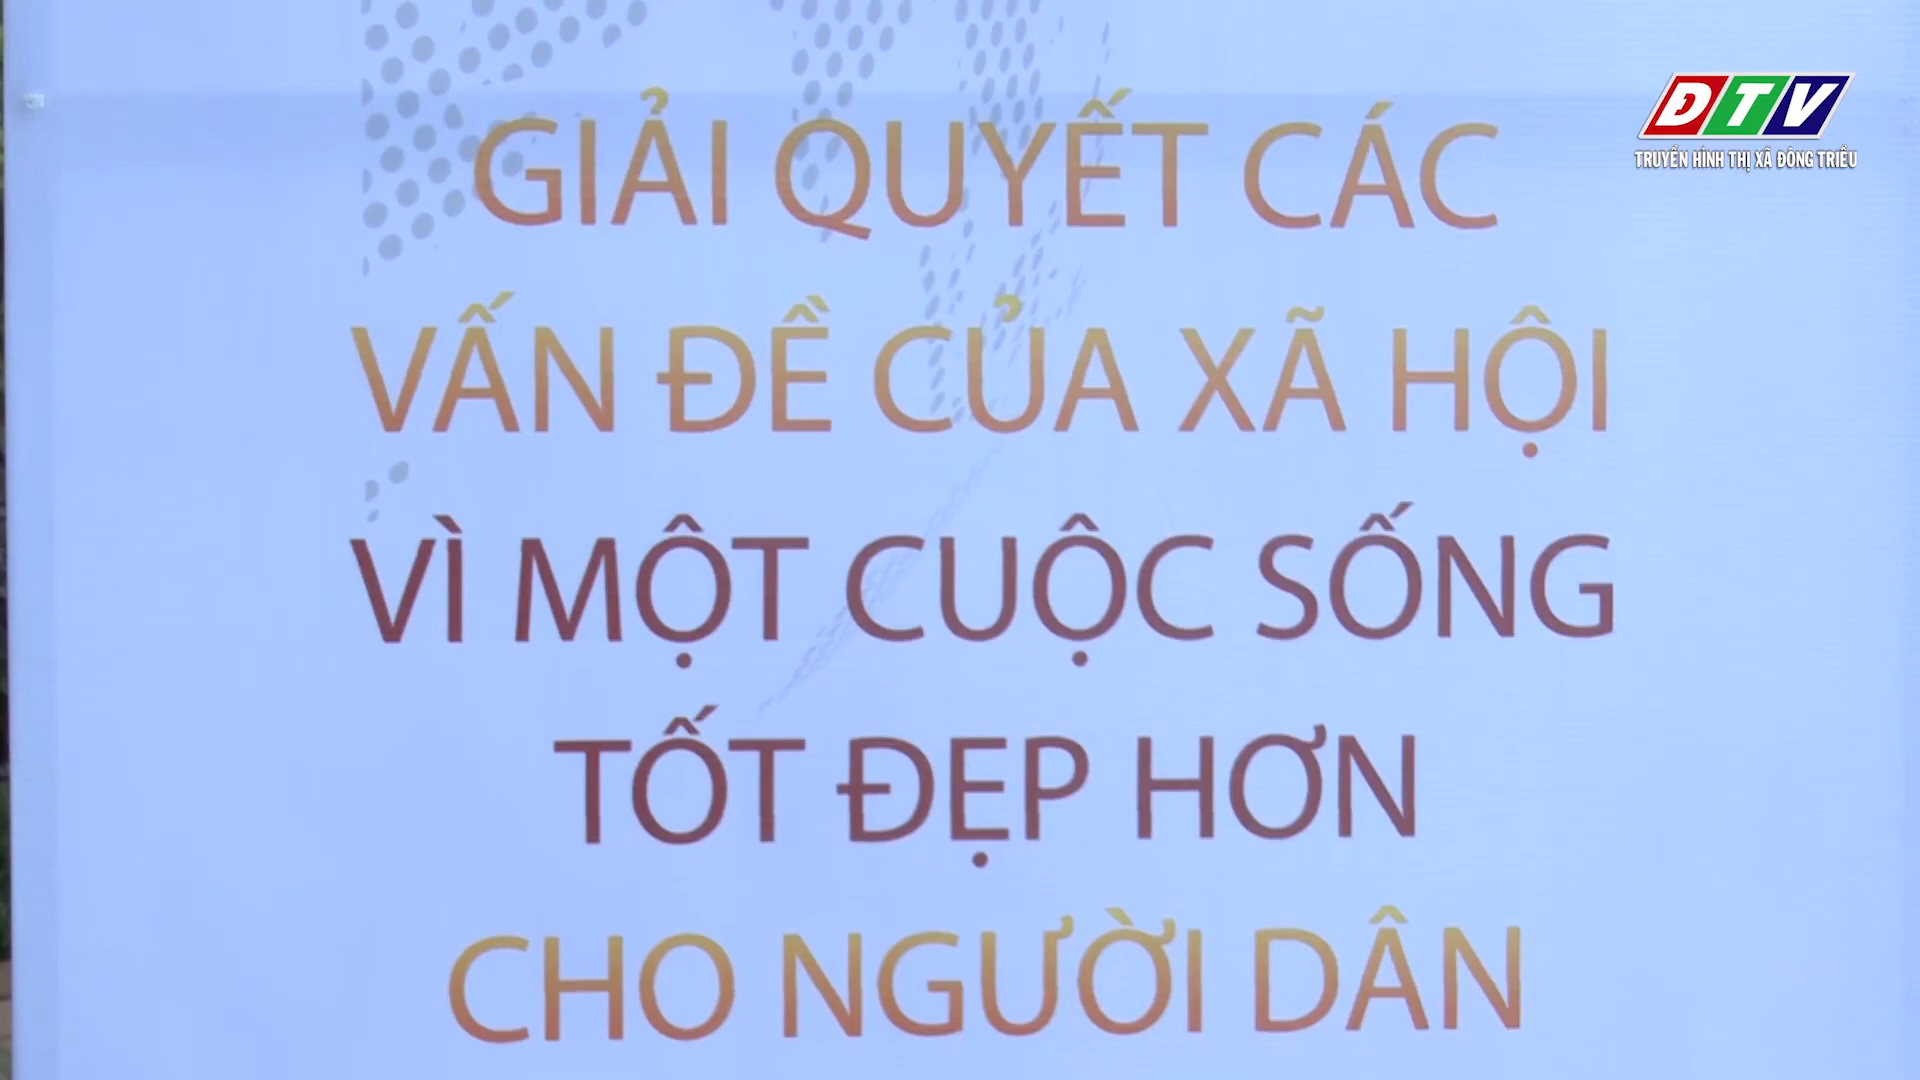 ĐTV
TRUYỀN HÌNH THỊ XÃ ĐÔNG TRIỀU
GIẢI QUYẾT CÁC
VẤN ĐỀ CỦA XÃ HỘI
VÌ MỘT CUỘC SỐNG
TỐT ĐẸP HƠN
CHO NGƯỜI DÂN